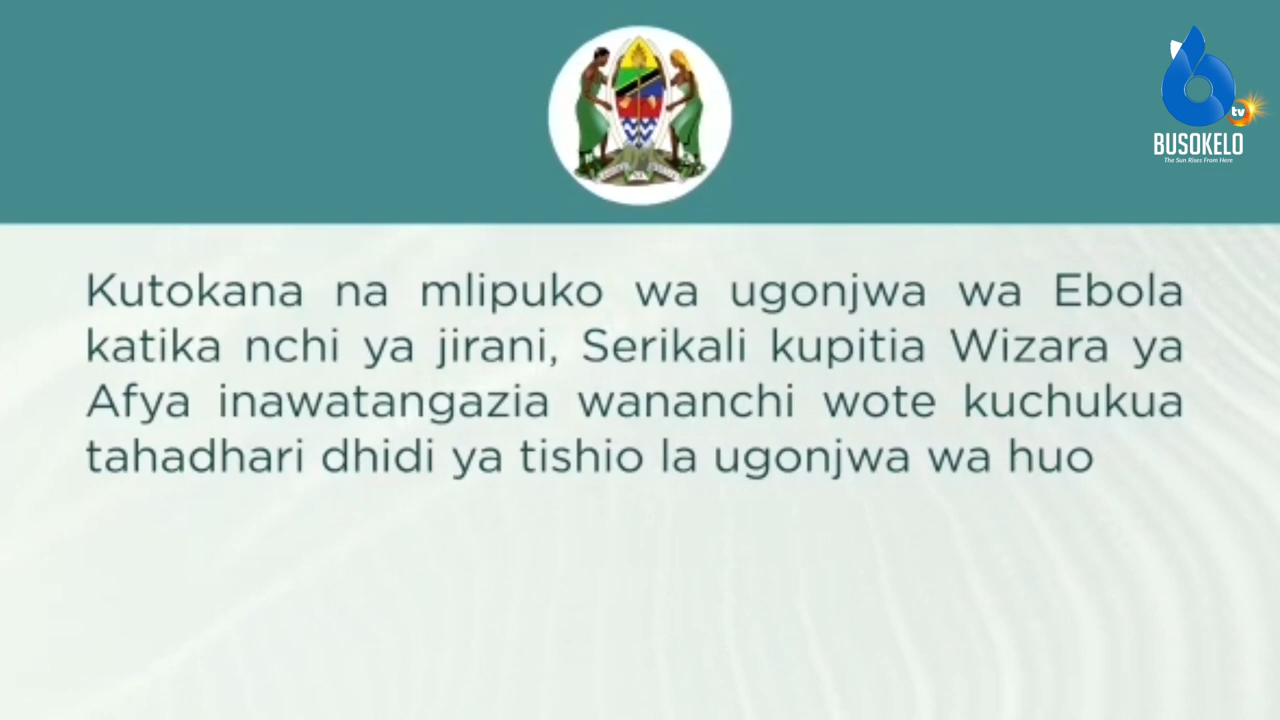 tv
BUSOKELO
The Sun Rises From Here
Kutokana na mlipuko wa ugonjwa wa Ebola
katika nchi ya jirani, Serikali kupitia Wizara ya
Afya inawatangazia wananchi wote kuchukua
tahadhari dhidi ya tishio la ugonjwa wa huo